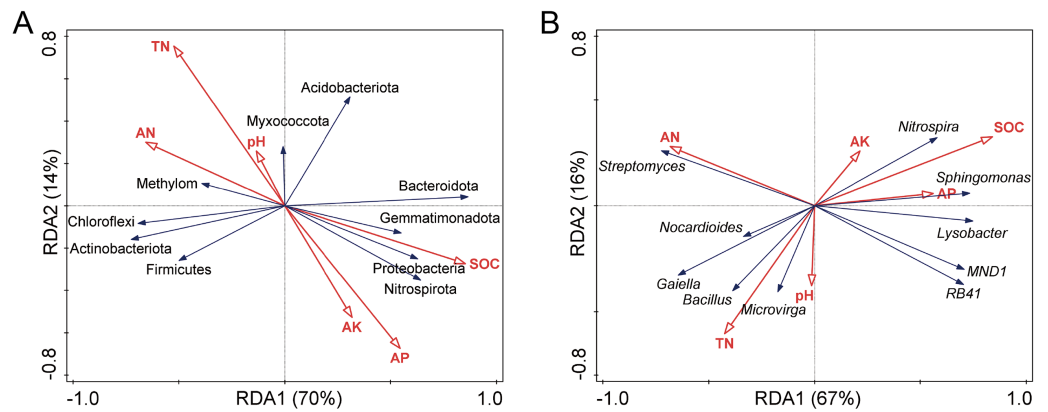 A
0.8
TN
Acidobacteriota
Myxococcota
AN
pH
Methylom
Bacteroidota
Chloroflexi
Gemmatimonadota
Actinobacteriota
Firmicutes
Proteobacteria
SOC
Nitrospirota
AK
AP
RDA2 (14%)
-0.8
-1.0
RDA1 (70%)
1.0
B
0.8
AN
AK
Nitrospira
SOC
Streptomyces
Sphingomonas
AP
Nocardioides
Lysobacter
MND1
Gaiella
RB41
Bacillus
pH
Microvirga
TN
RDA2 (16%)
-0.8
-1.0
RDA1 (67%)
1.0